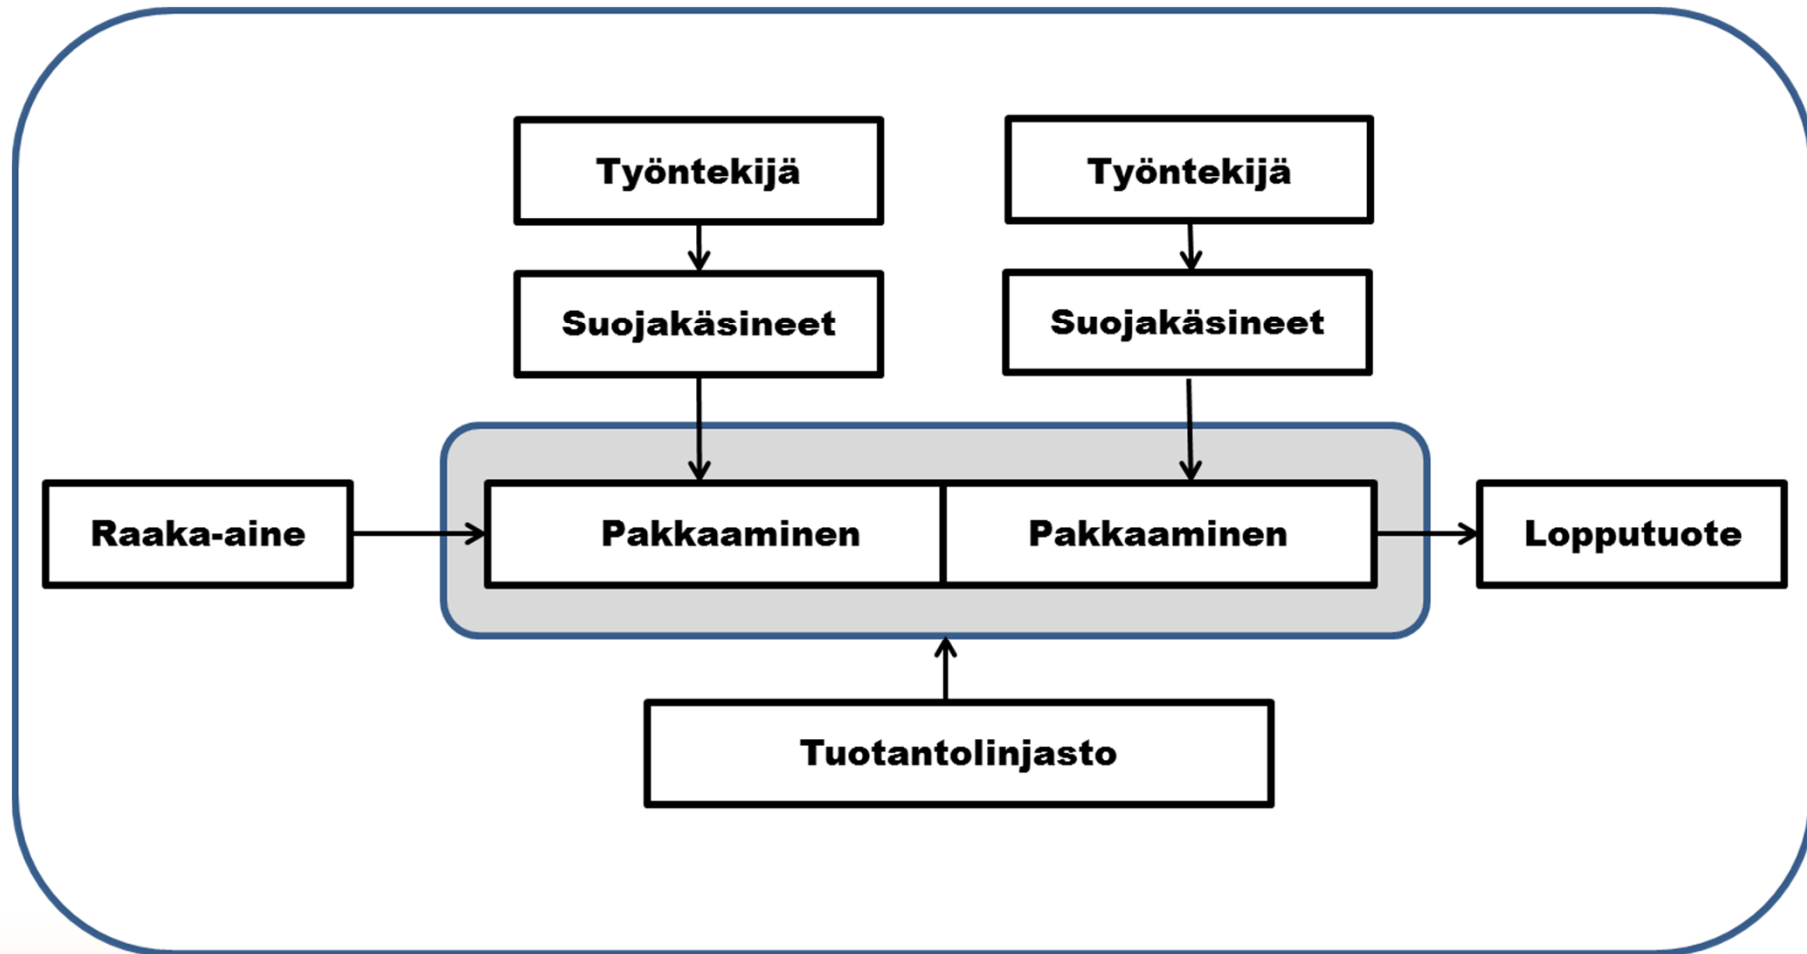 Työntekijä
Työntekijä
Suojakäsineet
Suojakäsineet
Raaka-aine
Pakkaaminen
Pakkaaminen
Lopputuote
Tuotantolinjasto